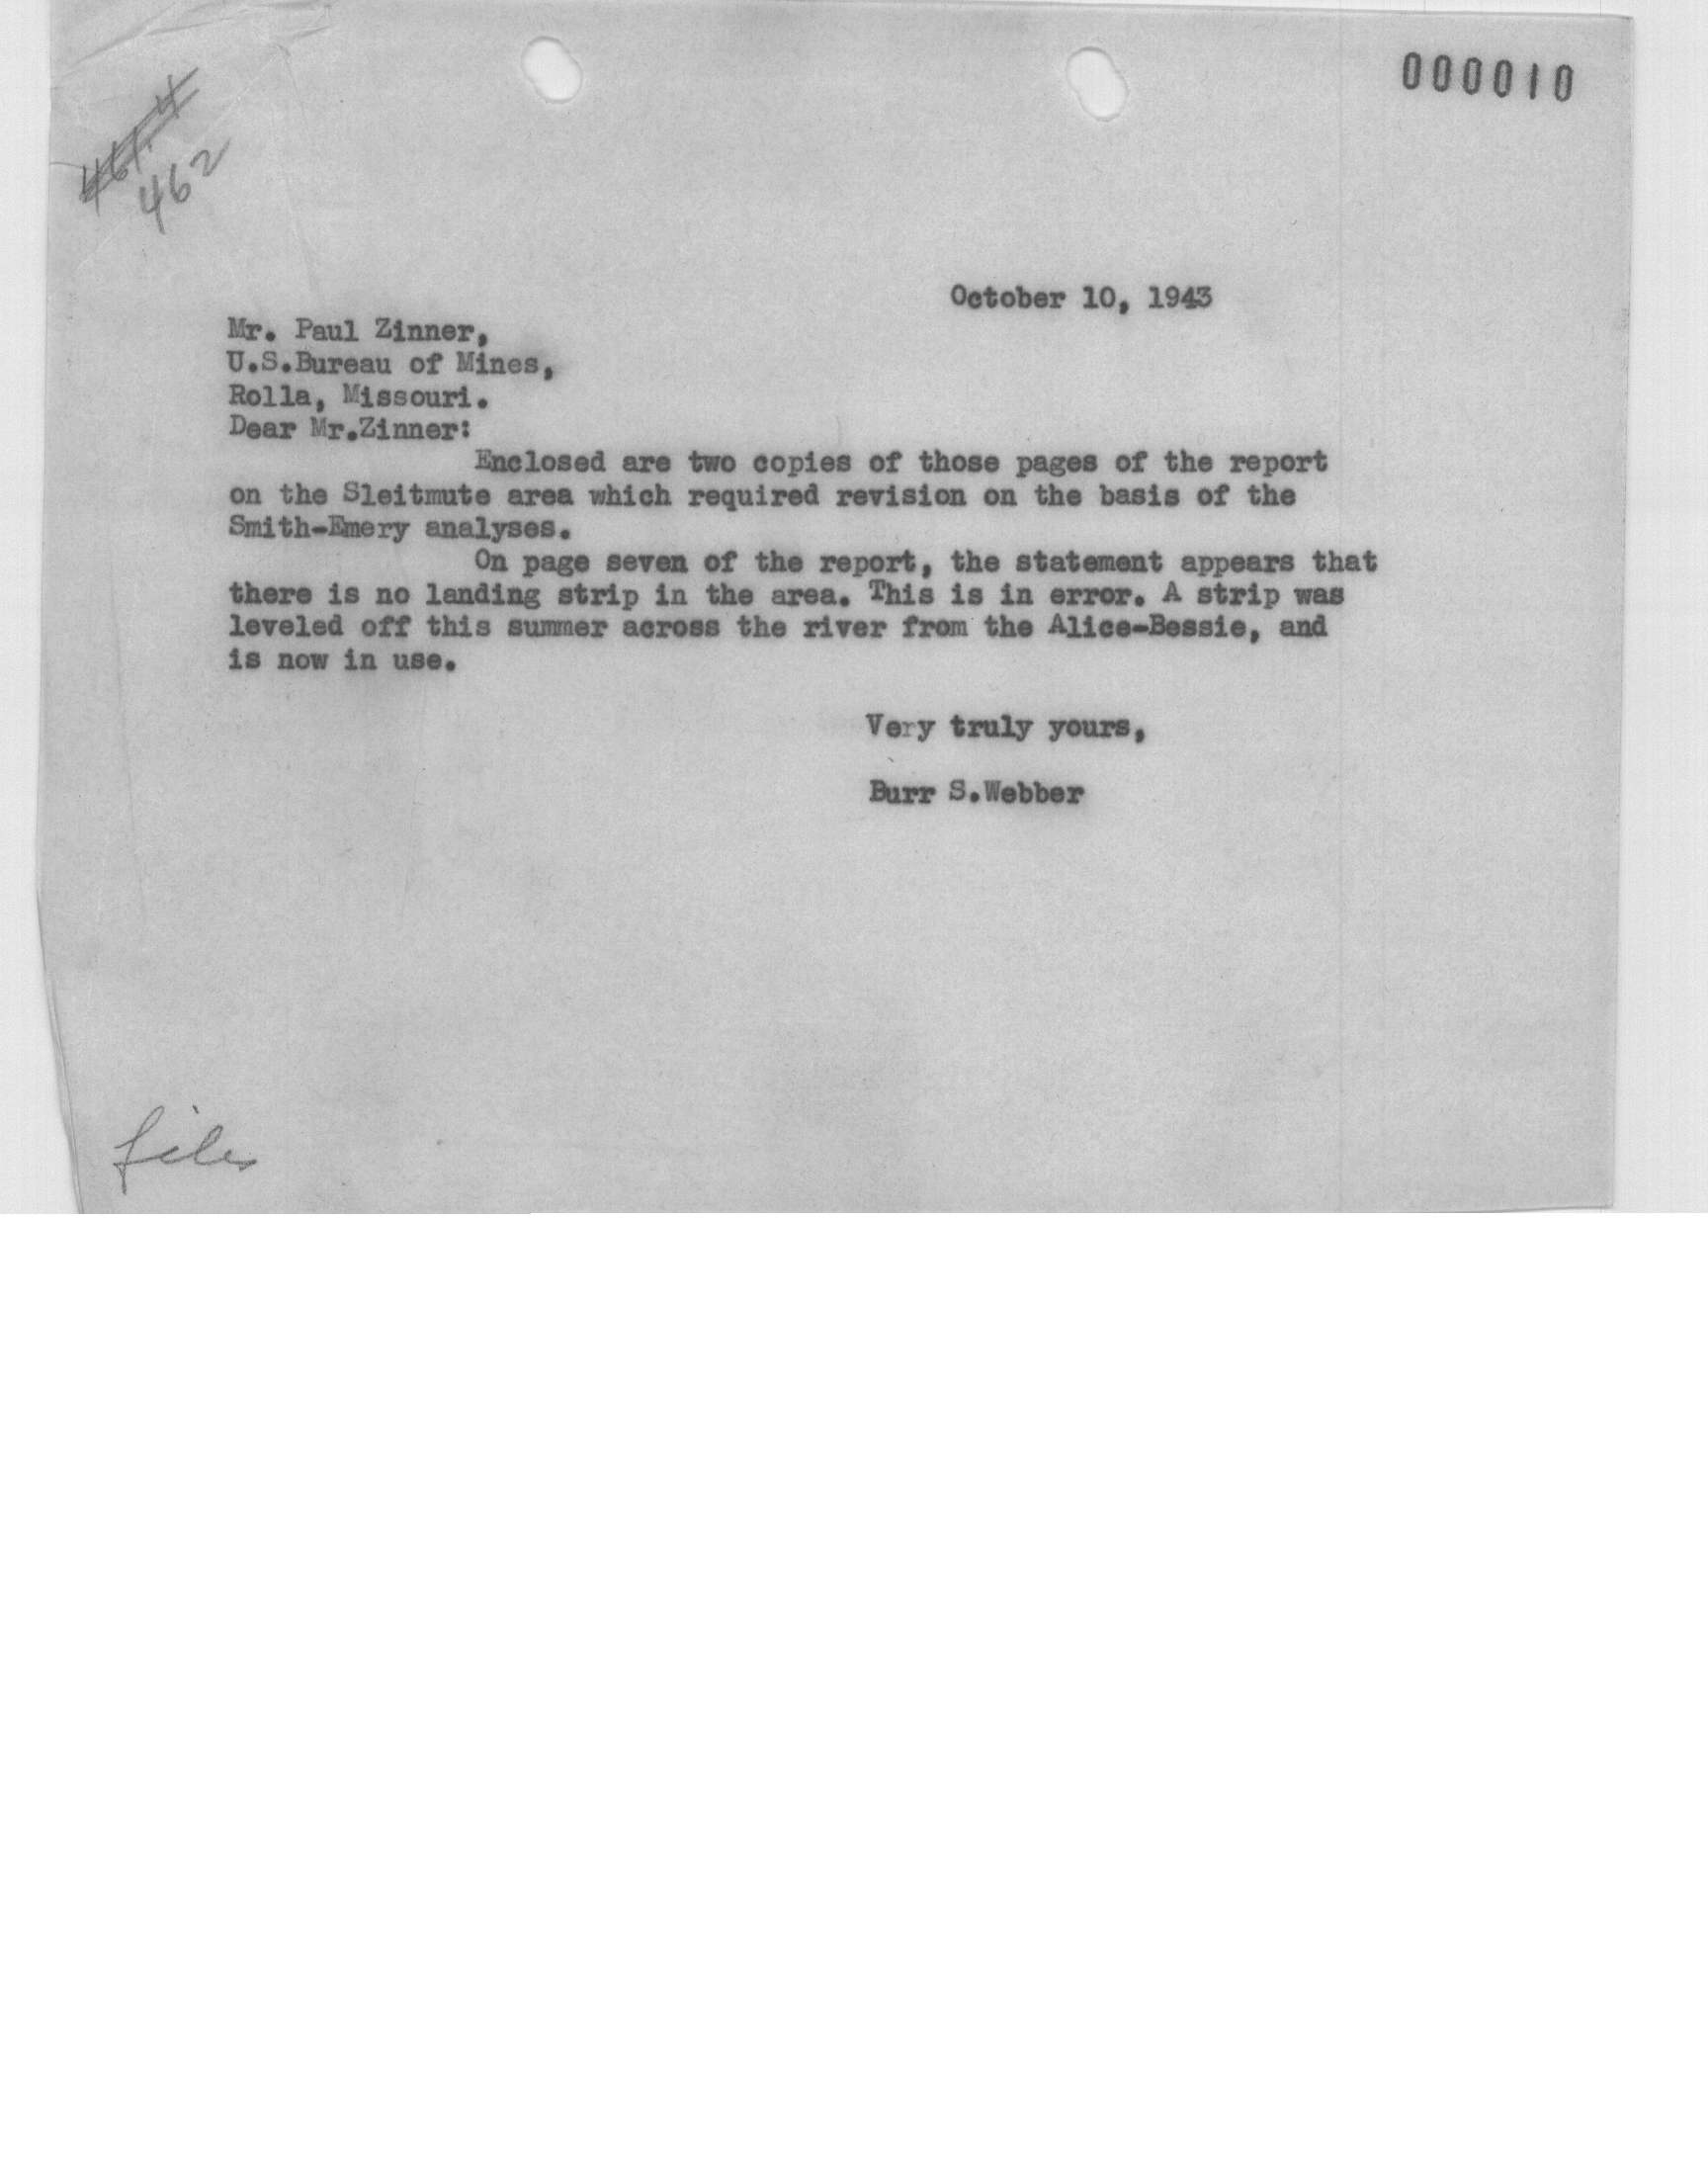 000010
461.4
462
October 10, 1943
Mr. Paul Zinner,
U.S.Bureau of Mines,
Rolla, Missouri.
Dear Mr.Zinner:
Enclosed are two copies of those pages of the report
on the Sleitmute area which required revision on the basis of the
Smith-Emery analyses.
On page seven of the report, the statement appears that
there is no landing strip in the area. This is in error. A strip was
leveled off this summer across the river from the Alice-Bessie, and
is now in use.
Very truly yours,
Burr S.Webber
files